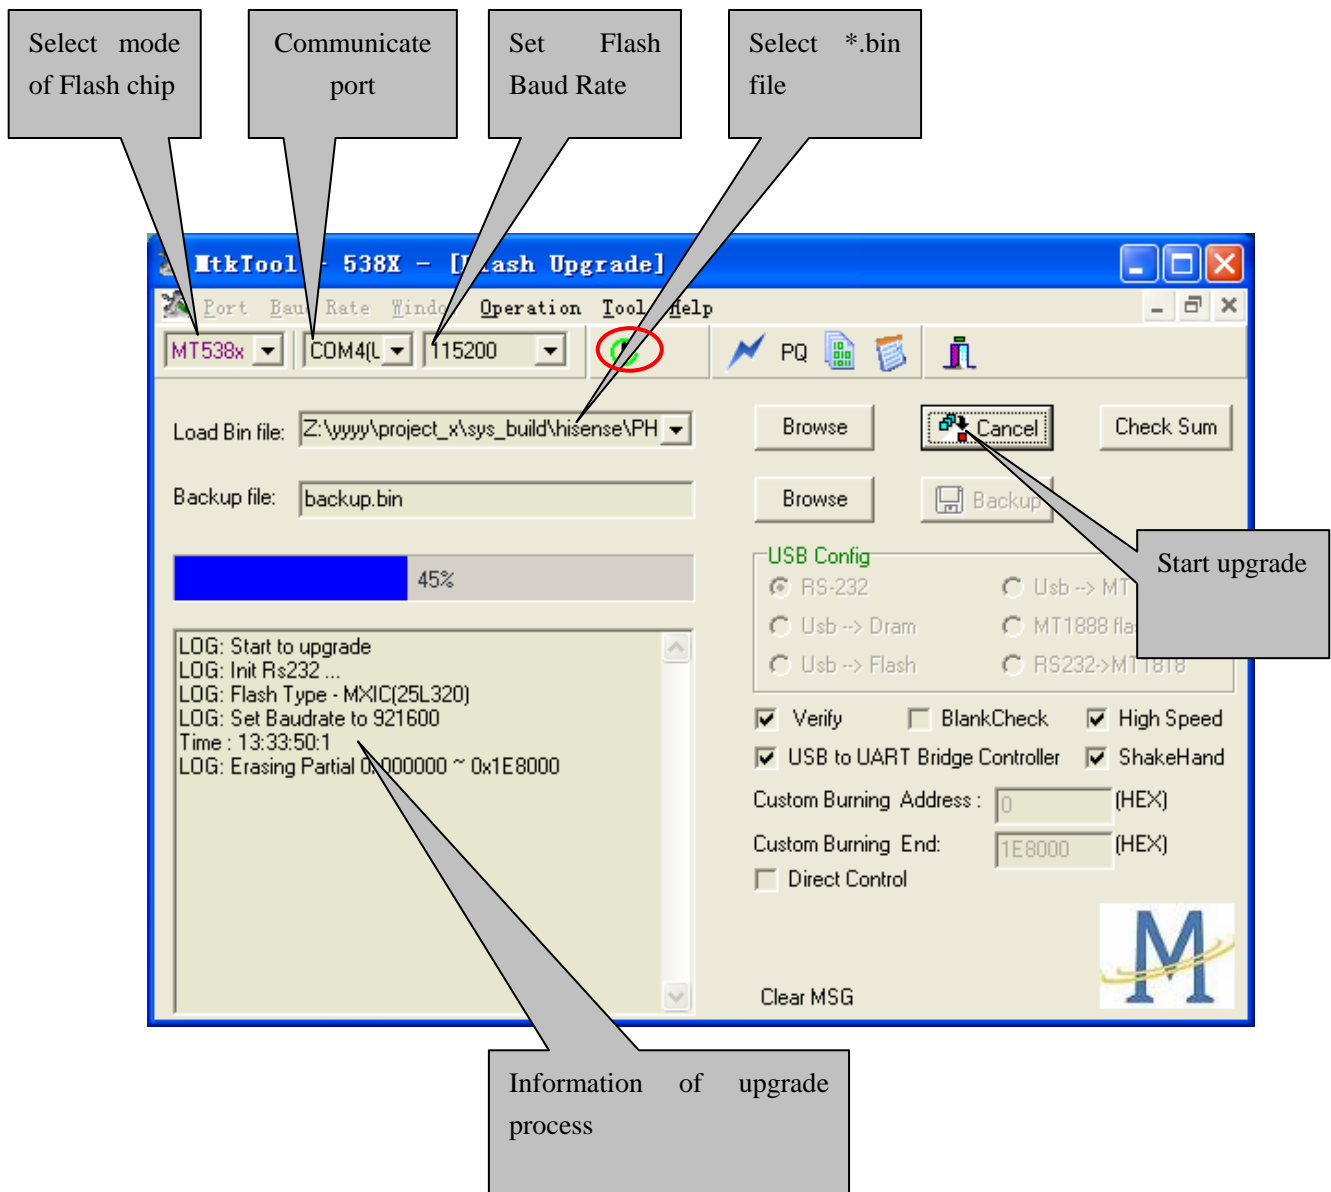 Select mode
of Flash chip
Communicate
port
Set Flash
Baud Rate
Select *.bin
file
MtkTool - 538X - [Flash Upgrade]
Port Baud Rate Window Operation Tool Help
MT538x COM4(U 115200 PQ
Load Bin file: Z:\yyyy\project_x\sys_build\hisense\PH Browse Cancel Check Sum
Backup file: backup.bin Browse Backup
Start upgrade
45%
USB Config
RS-232 Usb --> MT
Usb --> Dram MT1888 fla
Usb --> Flash RS232->MT1818
LOG: Start to upgrade
LOG: Init Rs232 ...
LOG: Flash Type - MXIC(25L320)
LOG: Set Baudrate to 921600
Time : 13:33:50:1
LOG: Erasing Partial 0x000000 ~ 0x1E8000
Verify BlankCheck High Speed
USB to UART Bridge Controller ShakeHand
Custom Burning Address : 0 (HEX)
Custom Burning End: 1E8000 (HEX)
Direct Control
Clear MSG
M
Information of upgrade
process